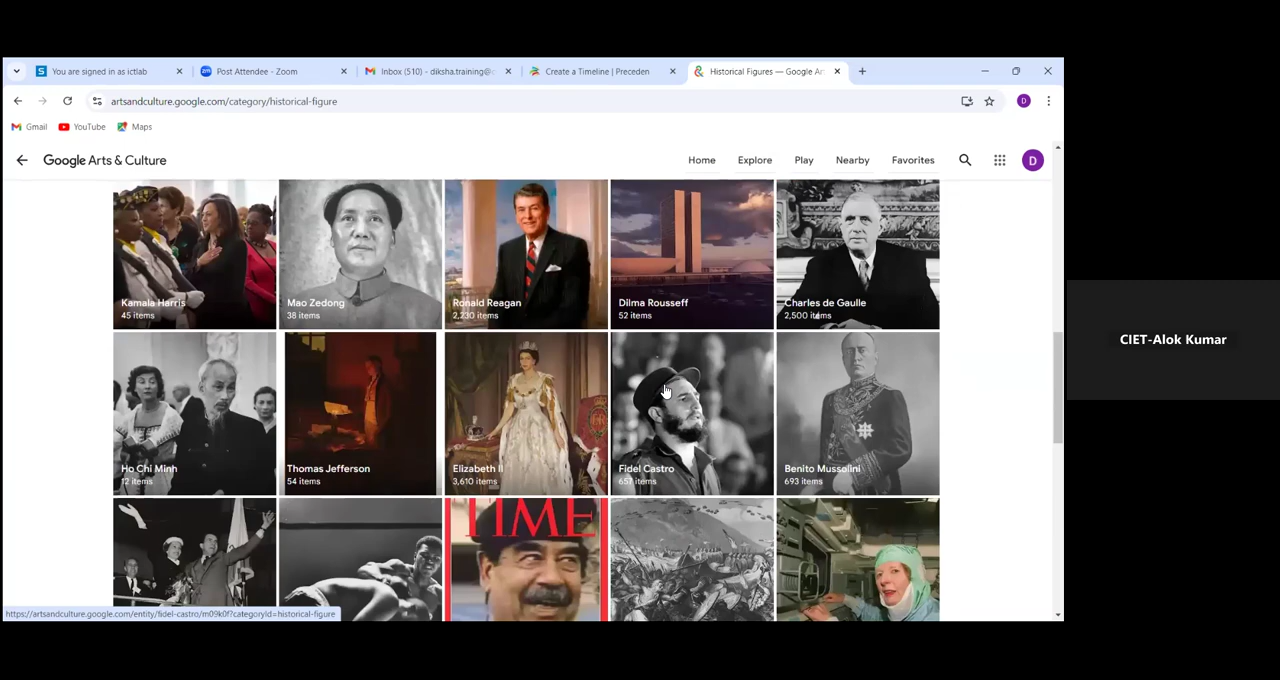 You are signed in as ictlab
Post Attendee - Zoom
Inbox (510) - diksha.training@
Create a Timeline | Preceden
Historical Figures — Google Ar
artsandculture.google.com/category/historical-figure
D
Gmail
YouTube
Maps
Google Arts & Culture
Home
Explore
Play
Nearby
Favorites
D
Kamala Harris
45 items
Mao Zedong
38 items
Ronald Reagan
2,230 items
Dilma Rousseff
52 items
Charles de Gaulle
2,500 items
Ho Chi Minh
12 items
Thomas Jefferson
54 items
Elizabeth II
3,610 items
Fidel Castro
657 items
Benito Mussolini
693 items
TIME
https://artsandculture.google.com/entity/fidel-castro/m09k0f?categoryId=historical-figure
CIET-Alok Kumar